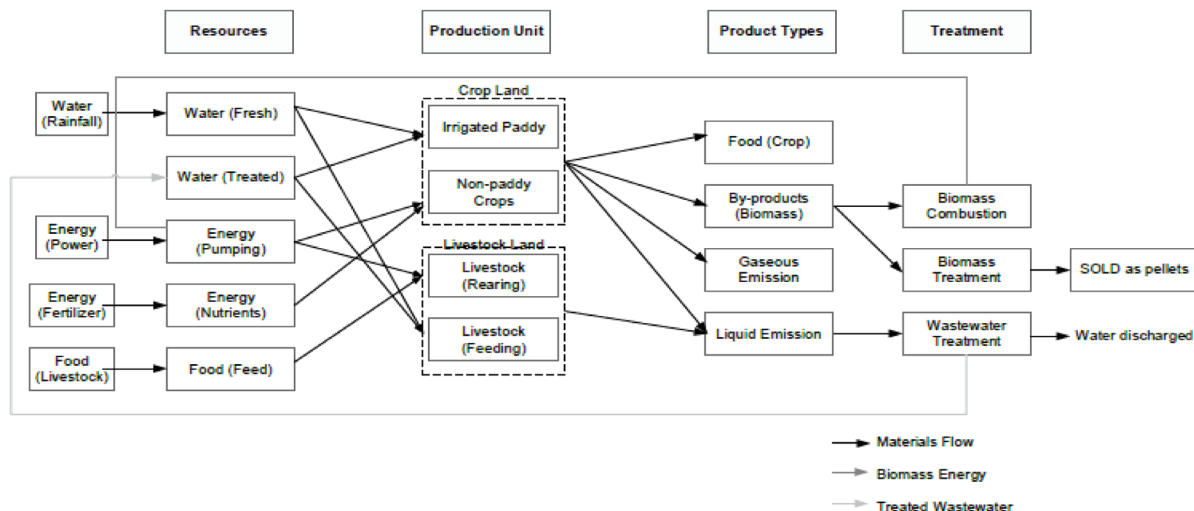 Resources
Production Unit
Product Types
Treatment
Water
(Rainfall)
Water (Fresh)
Crop Land
Irrigated Paddy
Food (Crop)
Water (Treated)
Non-paddy
Crops
By-products
(Biomass)
Biomass
Combustion
Energy
(Power)
Energy
(Pumping)
Livestock Land
Livestock
(Rearing)
Gaseous
Emission
Biomass
Treatment
SOLD as pellets
Energy
(Fertilizer)
Energy
(Nutrients)
Livestock
(Feeding)
Liquid Emission
Wastewater
Treatment
Water discharged
Food
(Livestock)
Food (Feed)
Materials Flow
Biomass Energy
Treated Wastewater